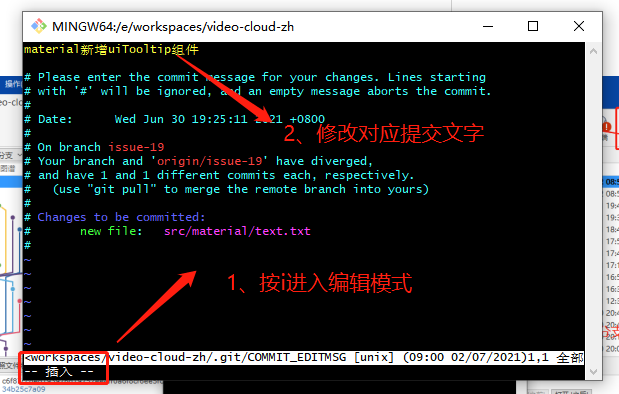 MINGW64:/e/workspaces/video-cloud-zh
material新增uiTooltip组件
# Please enter the commit message for your changes. Lines starting
# with '#' will be ignored, and an empty message aborts the commit.
#
# Date:      Wed Jun 30 19:25:11 2021 +0800
#
2、修改对应提交文字
# On branch issue-19
# Your branch and 'origin/issue-19' have diverged,
# and have 1 and 1 different commits each, respectively.
#   (use "git pull" to merge the remote branch into yours)
#
# Changes to be committed:
#       new file:   src/material/text.txt
#
~
~
1、按i进入编辑模式
~
~
~
~
<workspaces/video-cloud-zh/.git/COMMIT_EDITMSG [unix] (09:00 02/07/2021)1,1 全部
-- 插入 --
34b25c7a09